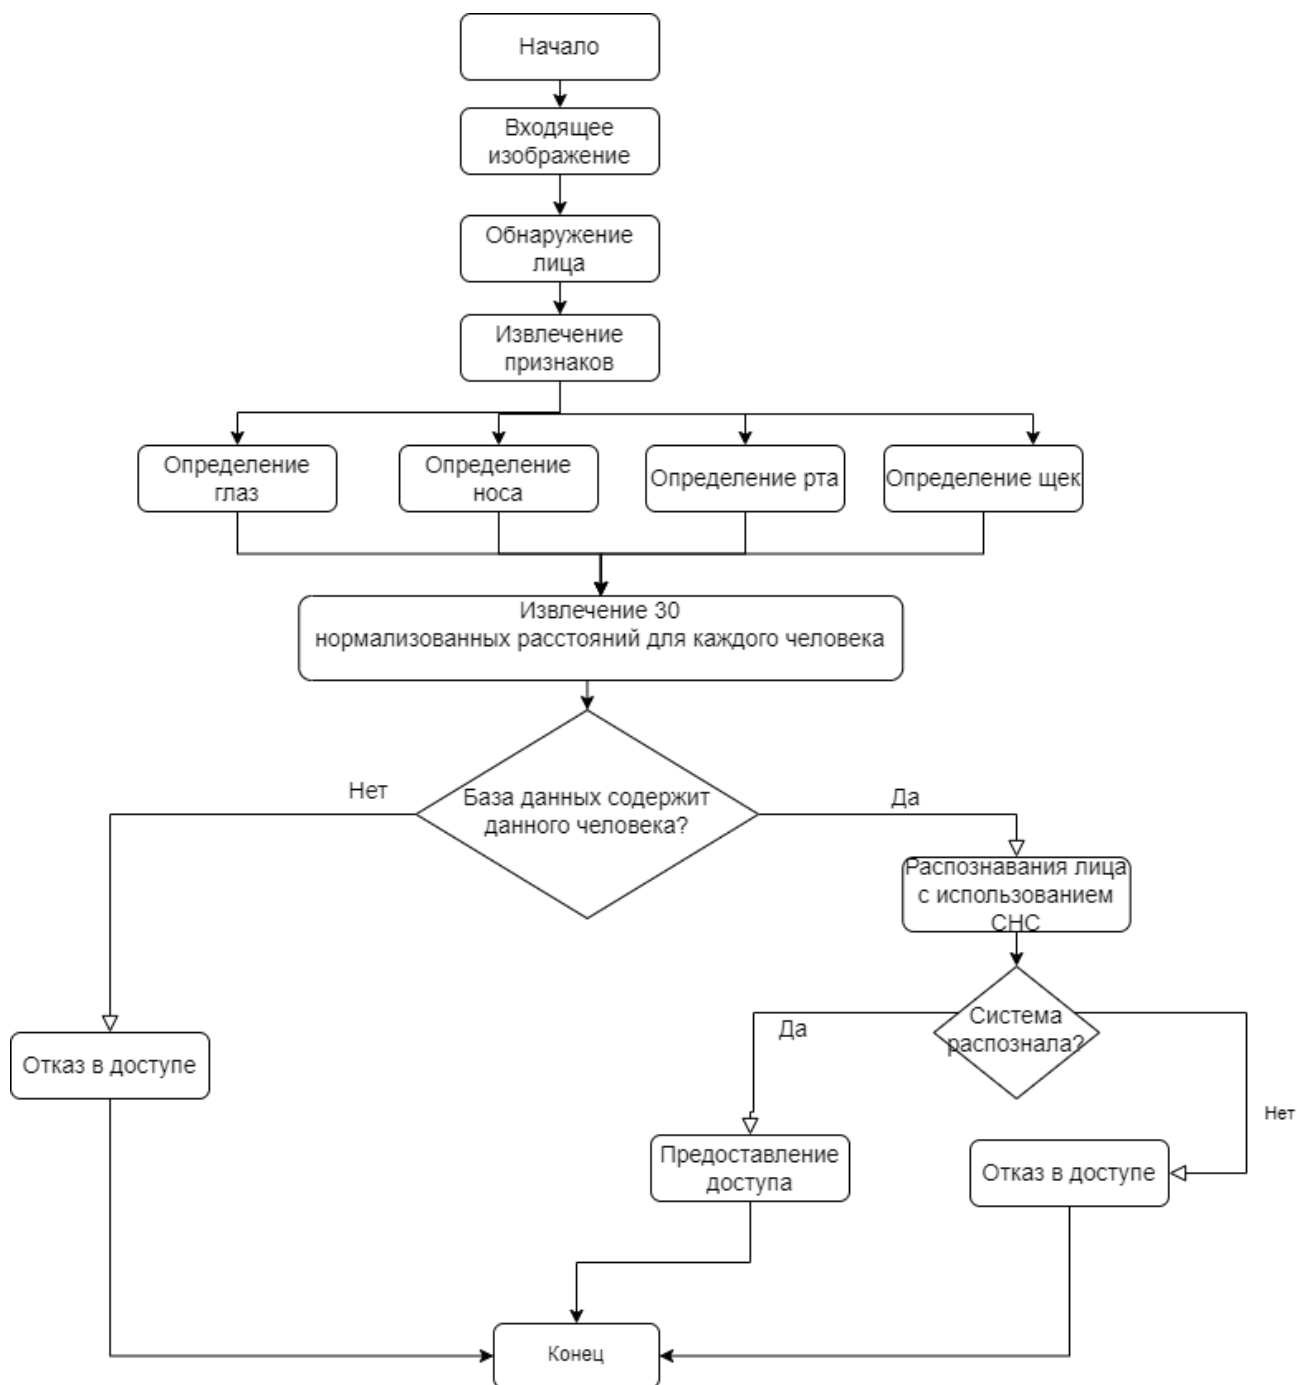 Начало
Входящее
изображение
Обнаружение
лица
Извлечение
признаков
Определение
глаз
Определение
носа
Определение рта
Определение щек
Извлечение 30
нормализованных расстояний для каждого человека
База данных содержит
данного человека?
Нет
Да
Распознавания лица
с использованием
СНС
Система
распознала?
Да
Нет
Отказ в доступе
Предоставление
доступа
Отказ в доступе
Конец